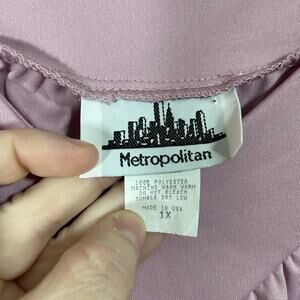 Metropolitan
100% POLYESTER
MACHINE WASH WARM
DO NOT BLEACH
TUMBLE DRY LOW
MADE IN USA
1X